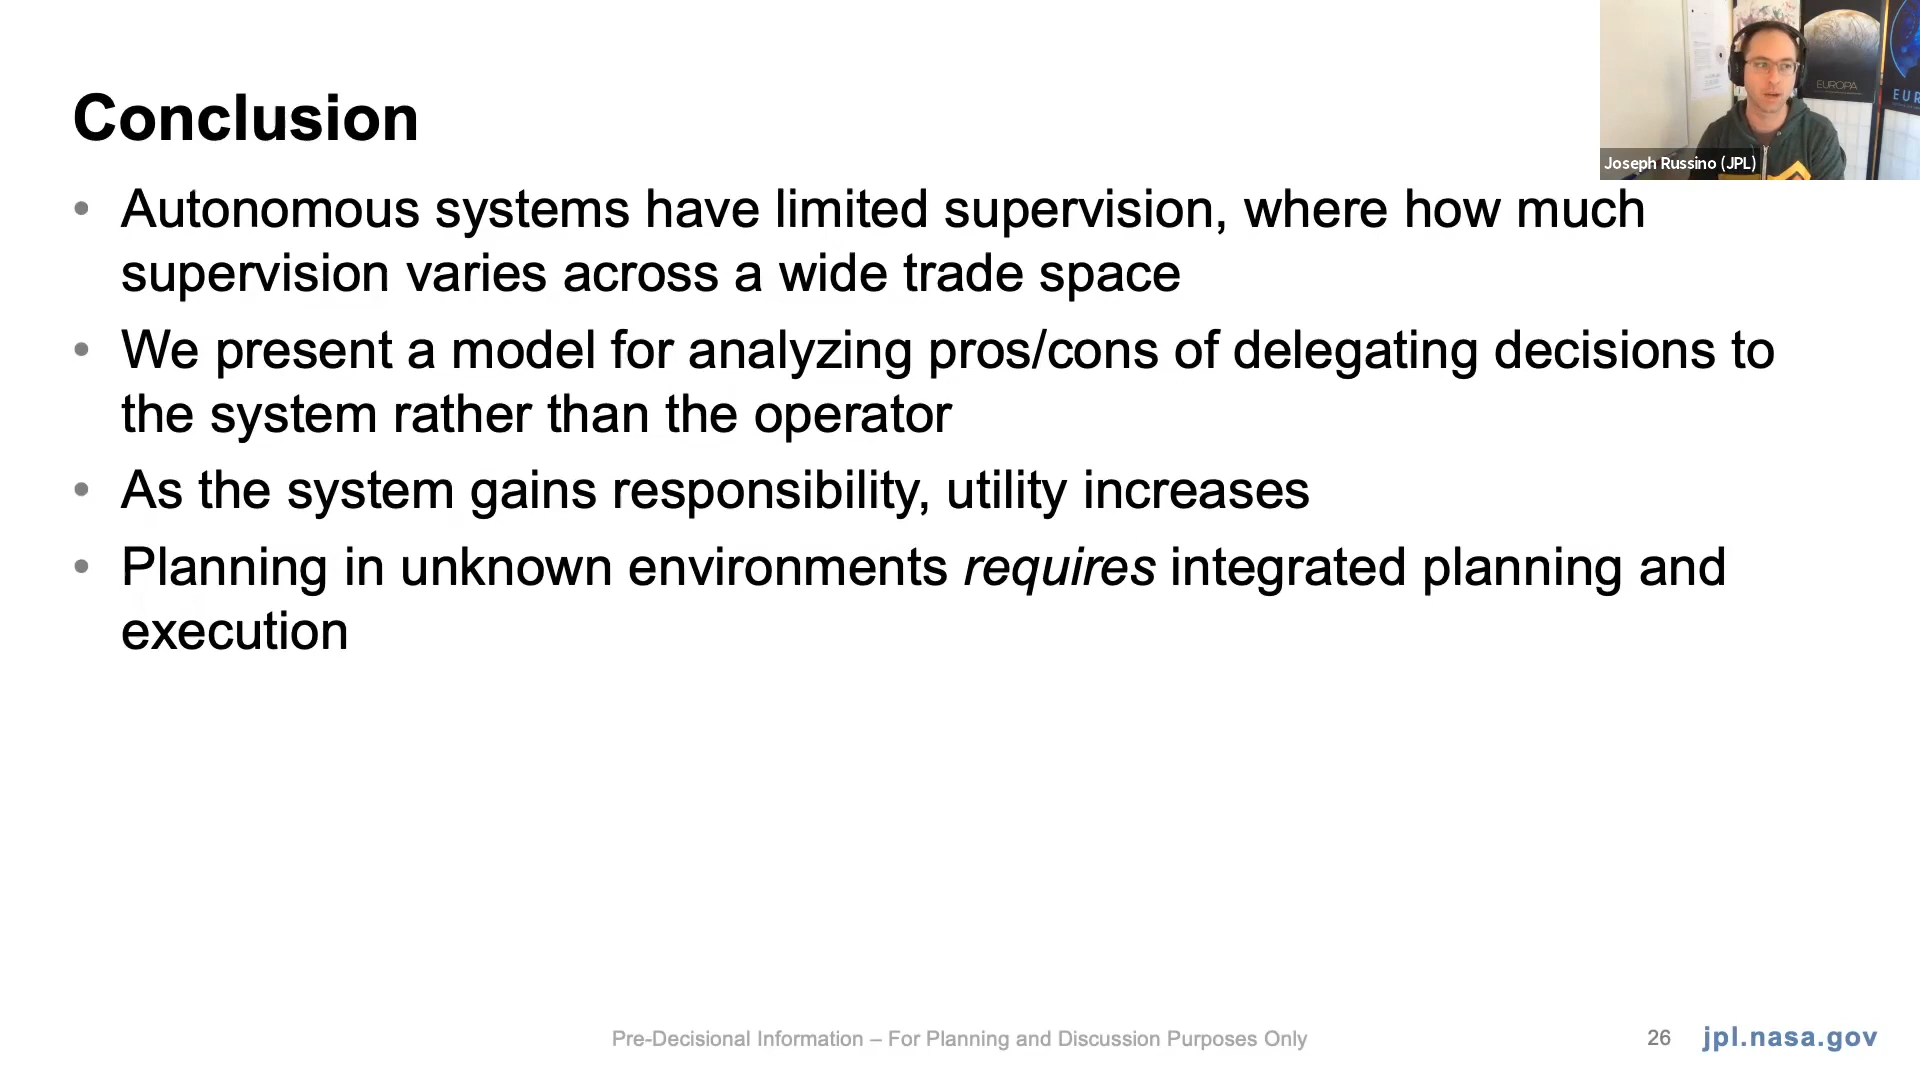 Conclusion
EUROPA
EUR
Joseph Russino (JPL)
• Autonomous systems have limited supervision, where how much
supervision varies across a wide trade space
• We present a model for analyzing pros/cons of delegating decisions to
the system rather than the operator
• As the system gains responsibility, utility increases
• Planning in unknown environments requires integrated planning and
execution
Pre-Decisional Information – For Planning and Discussion Purposes Only
26
jpl.nasa.gov